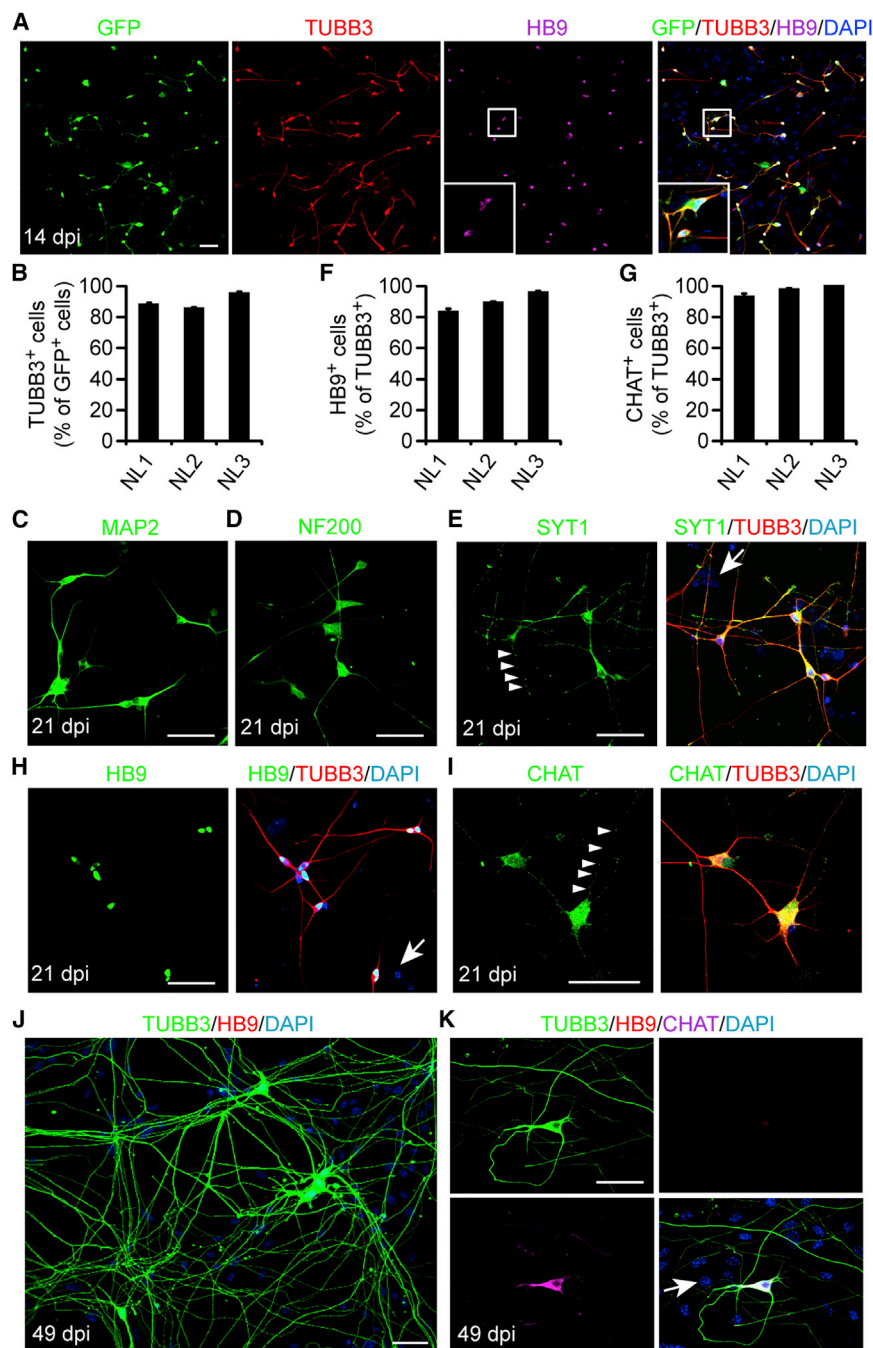 A
GFP
TUBB3
HB9
GFP/TUBB3/HB9/DAPI
14 dpi
B
TUBB3⁺ cells
(% of GFP⁺ cells)
100
80
60
40
20
0
NL1
NL2
NL3
F
HB9⁺ cells
(% of TUBB3⁺)
100
80
60
40
20
0
NL1
NL2
NL3
G
CHAT⁺ cells
(% of TUBB3⁺)
100
80
60
40
20
0
NL1
NL2
NL3
C
MAP2
21 dpi
D
NF200
21 dpi
E
SYT1
SYT1/TUBB3/DAPI
21 dpi
H
HB9
HB9/TUBB3/DAPI
21 dpi
I
CHAT
CHAT/TUBB3/DAPI
21 dpi
J
TUBB3/HB9/DAPI
49 dpi
K
TUBB3/HB9/CHAT/DAPI
49 dpi